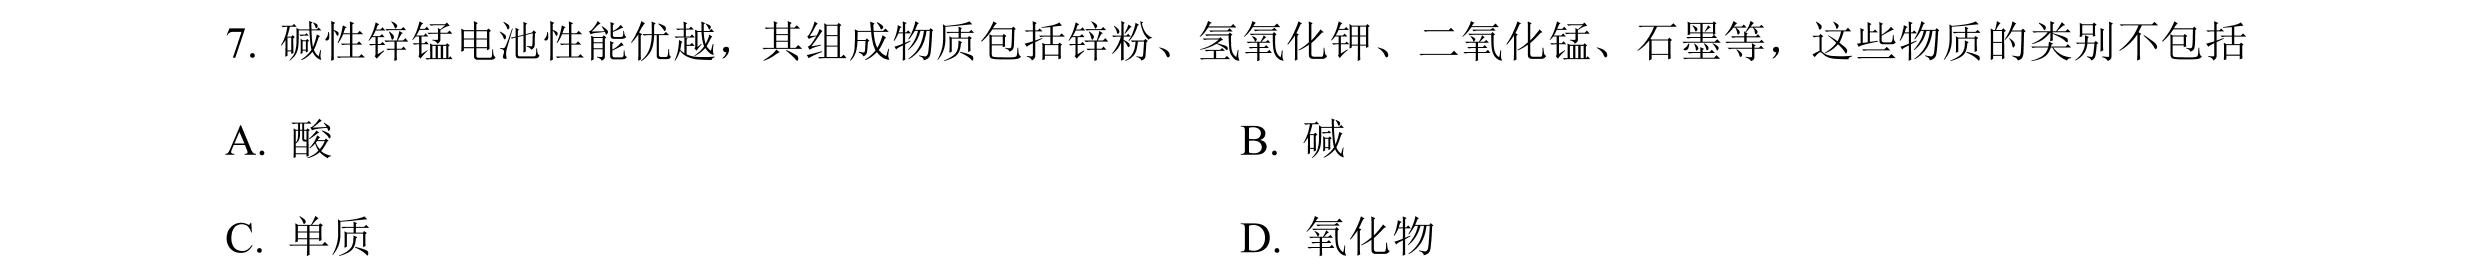 7. 碱性锌锰电池性能优越，其组成物质包括锌粉、氢氧化钾、二氧化锰、石墨等，这些物质的类别不包括
A. 酸 B. 碱
C. 单质 D. 氧化物